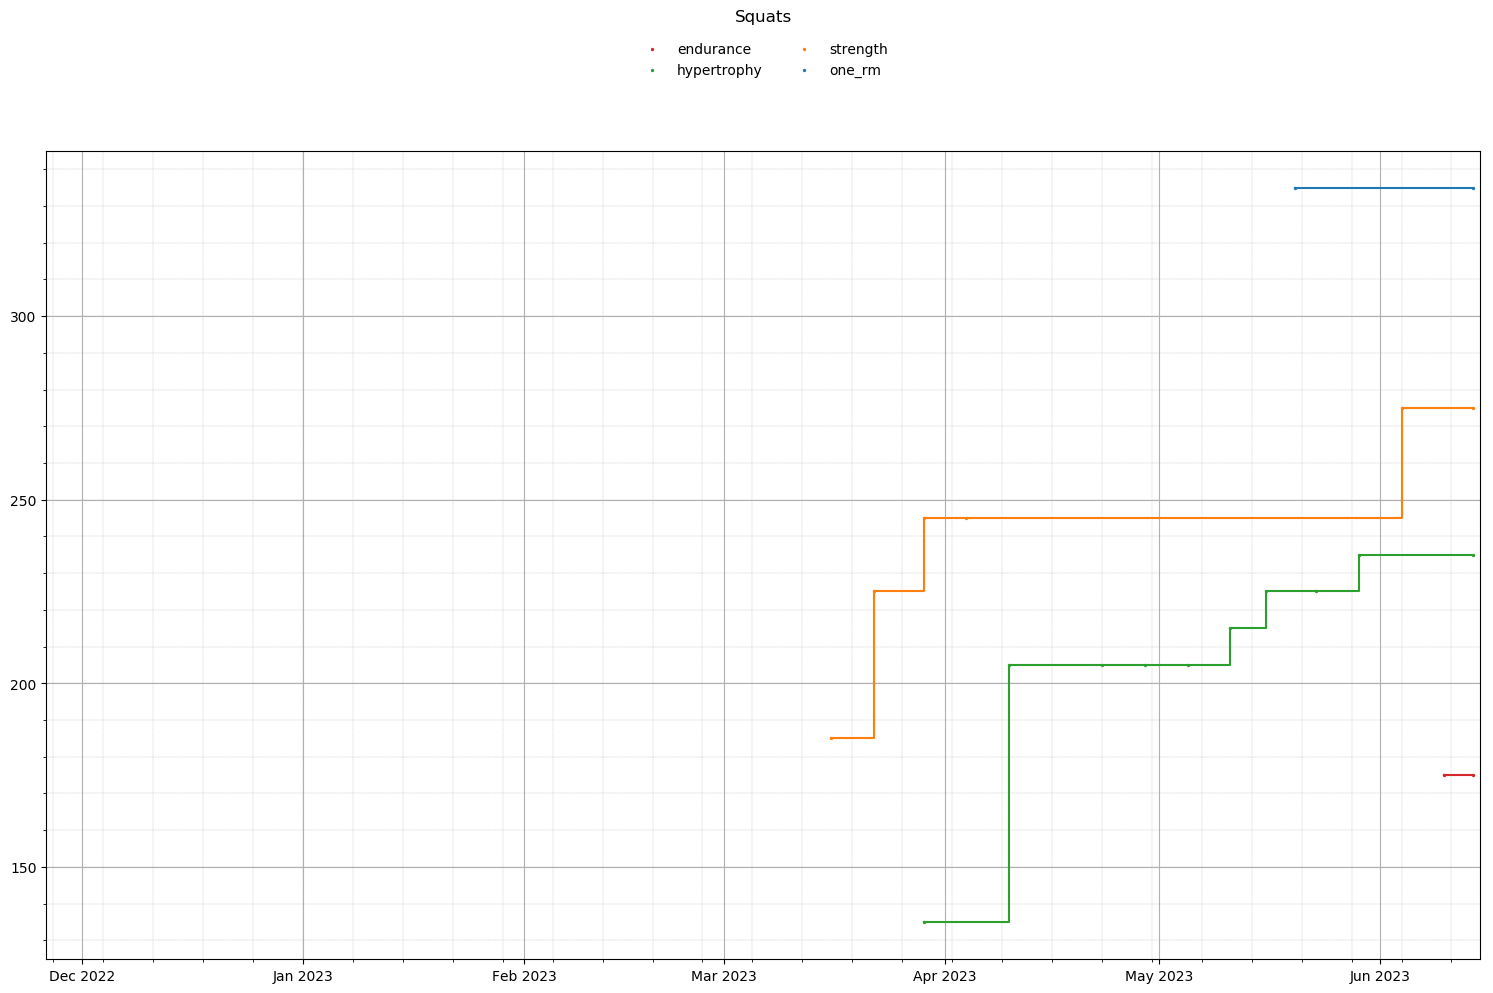 Squats
endurance strength
hypertrophy one_rm
300
250
200
150
Dec 2022 Jan 2023 Feb 2023 Mar 2023 Apr 2023 May 2023 Jun 2023